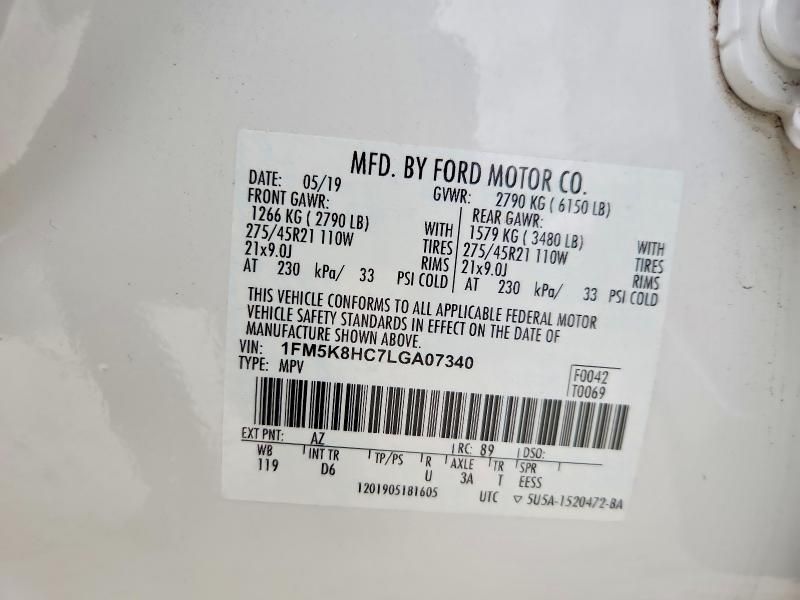 MFD. BY FORD MOTOR CO.
DATE: 05/19 GVWR: 2790 KG ( 6150 LB)
FRONT GAWR: REAR GAWR:
1266 KG ( 2790 LB) WITH 1579 KG ( 3480 LB) WITH
275/45R21 110W TIRES 275/45R21 110W TIRES
21x9.0J RIMS 21x9.0J RIMS
AT 230 kPa/ 33 PSI COLD AT 230 kPa/ 33 PSI COLD
THIS VEHICLE CONFORMS TO ALL APPLICABLE FEDERAL MOTOR
VEHICLE SAFETY STANDARDS IN EFFECT ON THE DATE OF
MANUFACTURE SHOWN ABOVE.
VIN: 1FM5K8HC7LGA07340
TYPE: MPV
F0042
T0069
EXT PNT: AZ RC: 89 DSO:
WB INT TR TP/PS R AXLE TR SPR
119 D6 U 3A T EESS
1201905181605 UTC ▽ 5U5A-1520472-BA